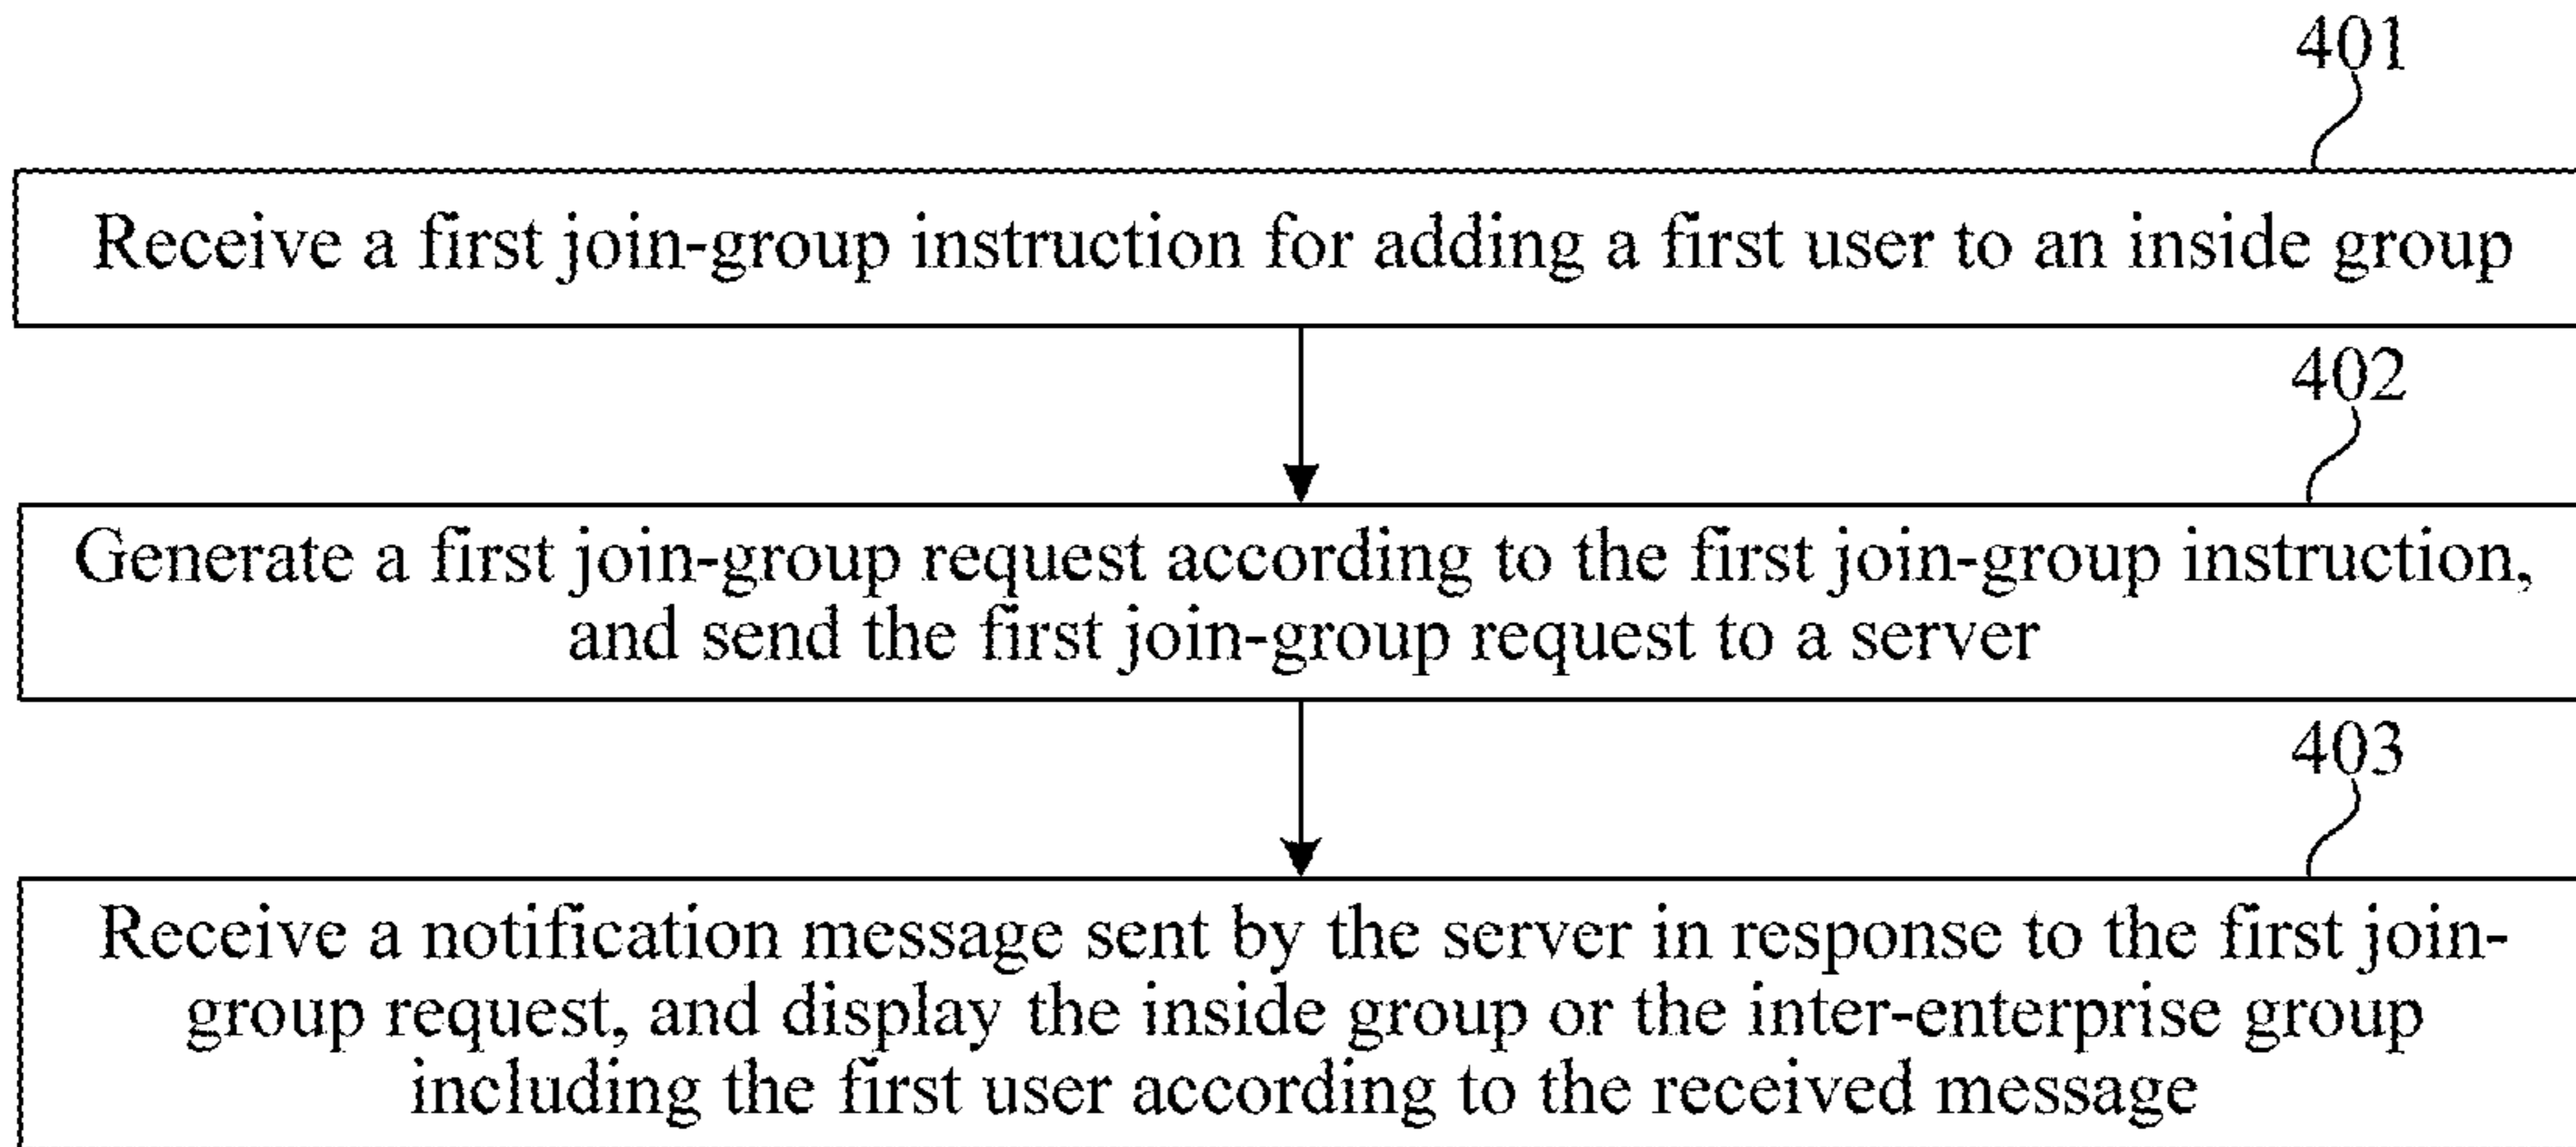 401
Receive a first join-group instruction for adding a first user to an inside group
402
Generate a first join-group request according to the first join-group instruction,
and send the first join-group request to a server
403
Receive a notification message sent by the server in response to the first join-
group request, and display the inside group or the inter-enterprise group
including the first user according to the received message